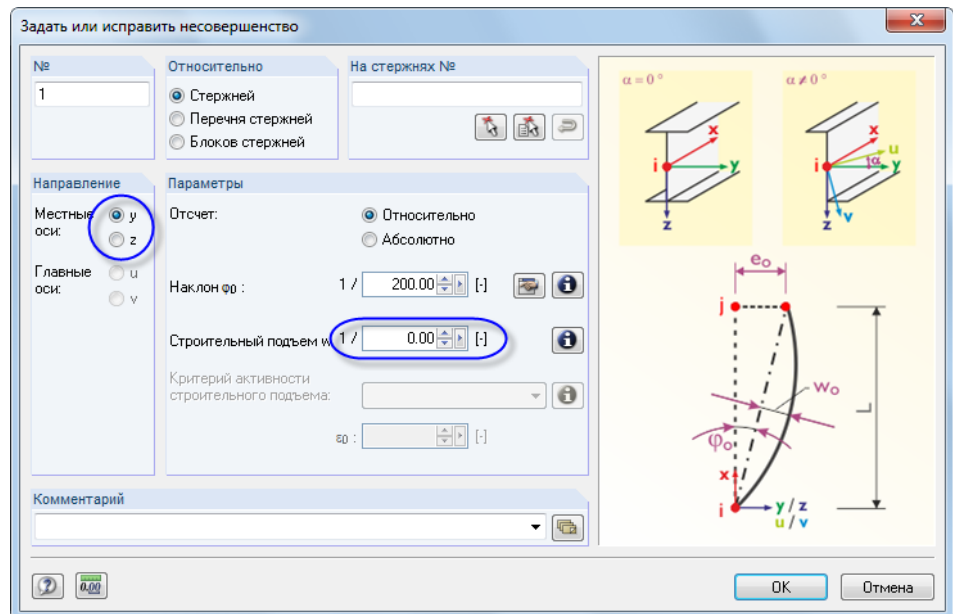 Задать или исправить несовершенство
№
1
Относительно
Стержней
Перечня стержней
Блоков стержней
На стержнях №
Направление
Местные оси:
y
z
Главные оси:
u
v
Параметры
Отсчет:
Относительно
Абсолютно
Наклон φ0 :
1 / 200.00 [-]
Строительный подъем w
1 / 0.00 [-]
Критерий активности
строительного подъема:
ε0 :
[-]
Комментарий
α = 0 °
x
i
y
z
α ≠ 0 °
x
u
i
α
y
z
v
e0
j
w0
L
φ0
x
i
y / z
u / v
0.00
OK
Отмена